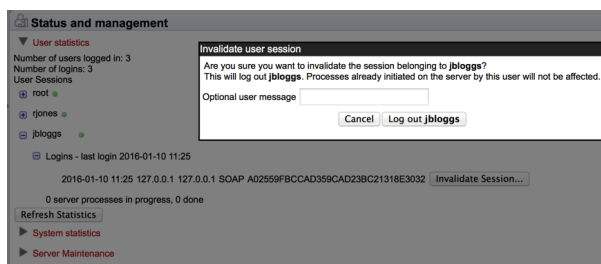 Status and management
User statistics
Number of users logged in: 3
Number of logins: 3
User Sessions
root
rjones
jbloggs
Logins - last login 2016-01-10 11:25
2016-01-10 11:25 127.0.0.1 127.0.0.1 SOAP A02559FBCCAD359CAD23BC21318E3032 Invalidate Session...
0 server processes in progress, 0 done
Refresh Statistics
System statistics
Server Maintenance
Invalidate user session
Are you sure you want to invalidate the session belonging to jbloggs?
This will log out jbloggs. Processes already initiated on the server by this user will not be affected.
Optional user message
Cancel Log out jbloggs